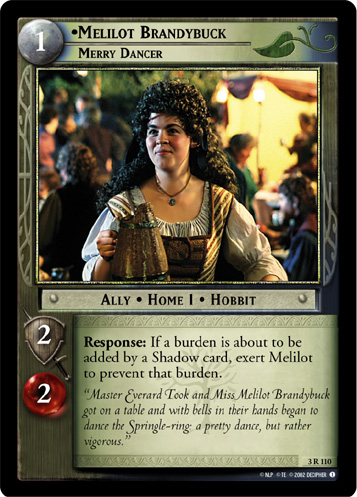 1
•Melilot Brandybuck
Merry Dancer
Ally • Home 1 • Hobbit
2
2
Response: If a burden is about to be
added by a Shadow card, exert Melilot
to prevent that burden.
“Master Everard Took and Miss Melilot Brandybuck
got on a table and with bells in their hands began to
dance the Springle-ring: a pretty dance, but rather
vigorous.”
3 R 110
© NLP ™ TE © 2002 DECIPHER